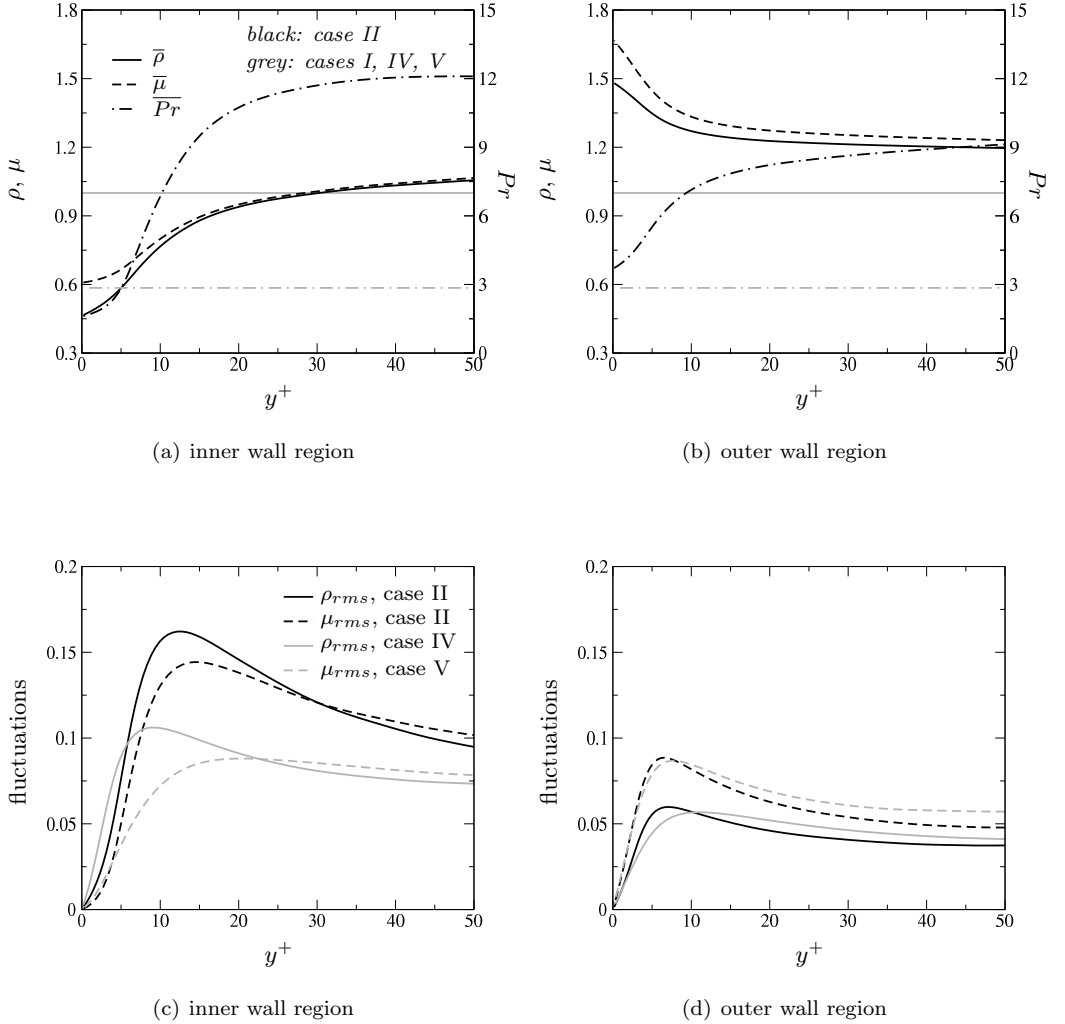 1.8
1.5
1.2
0.9
0.6
0.3
ρ, μ
15
12
9
6
3
0
Pr
black: case II
grey: cases I, IV, V
ρ̅
μ̅
P̅r̅
0 10 20 30 40 50
y⁺
(a) inner wall region
1.8
1.5
1.2
0.9
0.6
0.3
ρ, μ
15
12
9
6
3
0
Pr
0 10 20 30 40 50
y⁺
(b) outer wall region
0.2
0.15
0.1
0.05
0
fluctuations
ρrms, case II
μrms, case II
ρrms, case IV
μrms, case V
0 10 20 30 40 50
y⁺
(c) inner wall region
0.2
0.15
0.1
0.05
0
fluctuations
0 10 20 30 40 50
y⁺
(d) outer wall region